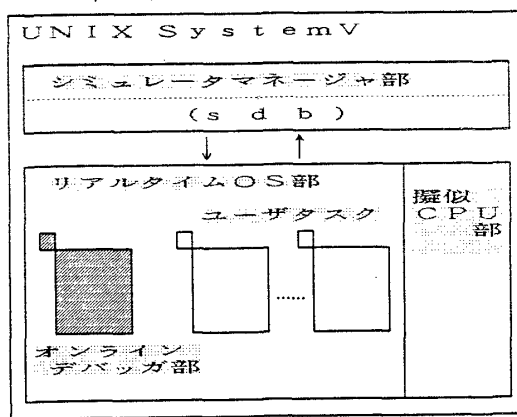 UNIX SystemV
シミュレータマネージャ部
(sdb)
↓ ↑
リアルタイムOS部
ユーザタスク
擬似
CPU
部
……
オンライン
デバッガ部